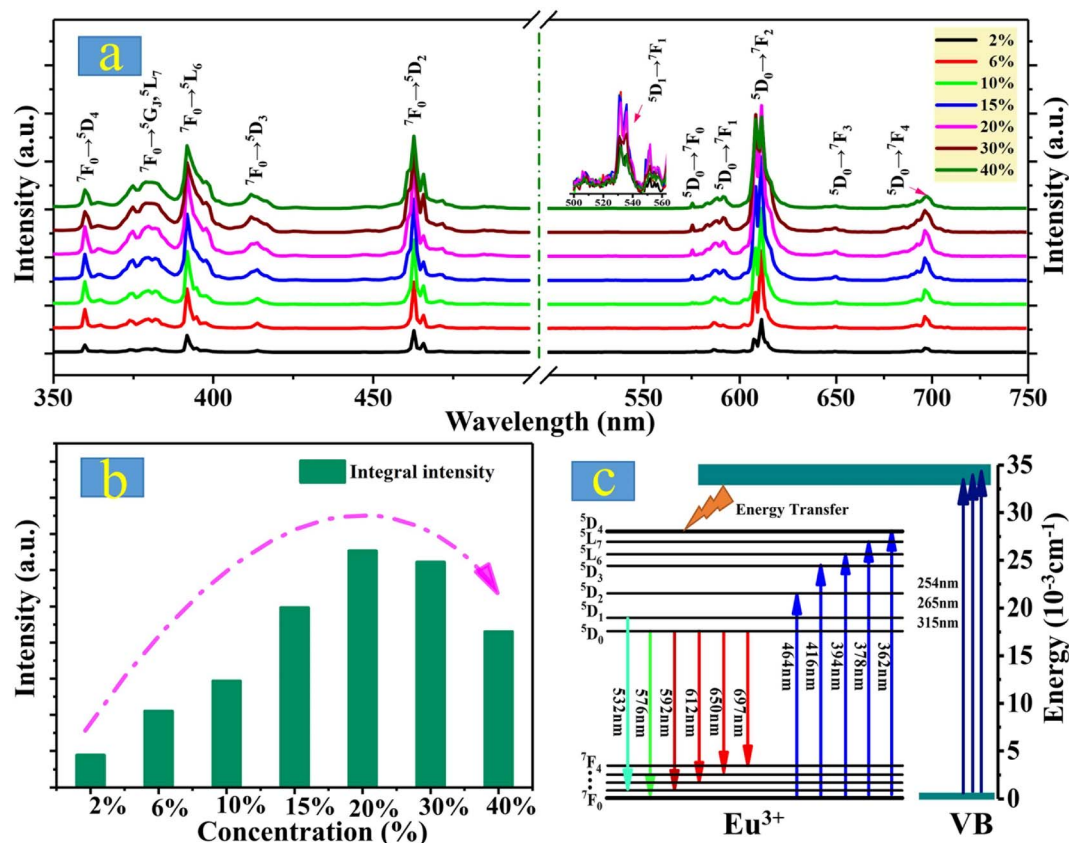 a
⁷F₀→⁵D₄
⁷F₀→⁵G_J,⁵L₇
⁷F₀→⁵L₆
⁷F₀→⁵D₃
⁷F₀→⁵D₂
⁵D₁→⁷F₁
500 520 540 560
⁵D₀→⁷F₀
⁵D₀→⁷F₁
⁵D₀→⁷F₂
⁵D₀→⁷F₃
⁵D₀→⁷F₄
2%
6%
10%
15%
20%
30%
40%
Intensity (a.u.)
Intensity (a.u.)
350 400 450 600 650 700 750
Wavelength (nm)
b
Integral intensity
Intensity (a.u.)
2% 6% 10% 15% 20% 30% 40%
Concentration (%)
c
Energy Transfer
⁵D₄
⁵L₇
⁵L₆
⁵D₃
⁵D₂
⁵D₁
⁵D₀
532nm
576nm
592nm
612nm
650nm
697nm
464nm
416nm
394nm
378nm
362nm
254nm
265nm
315nm
⁷F₄
⁷F₀
Eu³⁺
VB
35
30
25
20
15
10
5
0
Energy (10⁻³cm⁻¹)